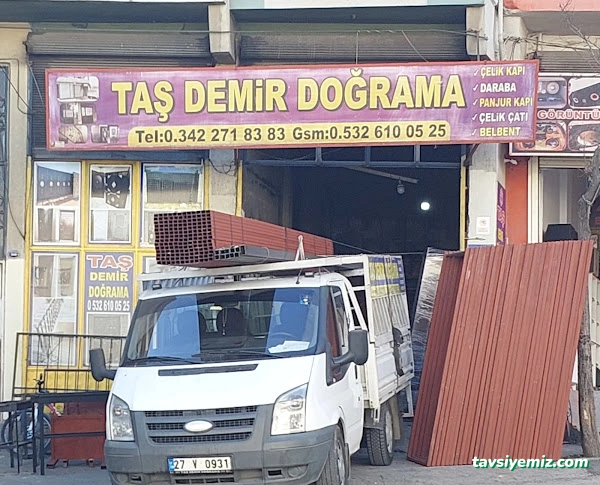 TAŞ DEMİR DOĞRAMA
Tel:0.342 271 83 83 Gsm:0.532 610 05 25
✓ ÇELİK KAPI
✓ DARABA
✓ PANJUR KAPI
✓ ÇELİK ÇATI
✓ BELBENT
GÖRÜNTÜ
TAŞ
DEMİR
DOĞRAMA
0 532 610 05 25
27 V 0931
tavsiyemiz.com